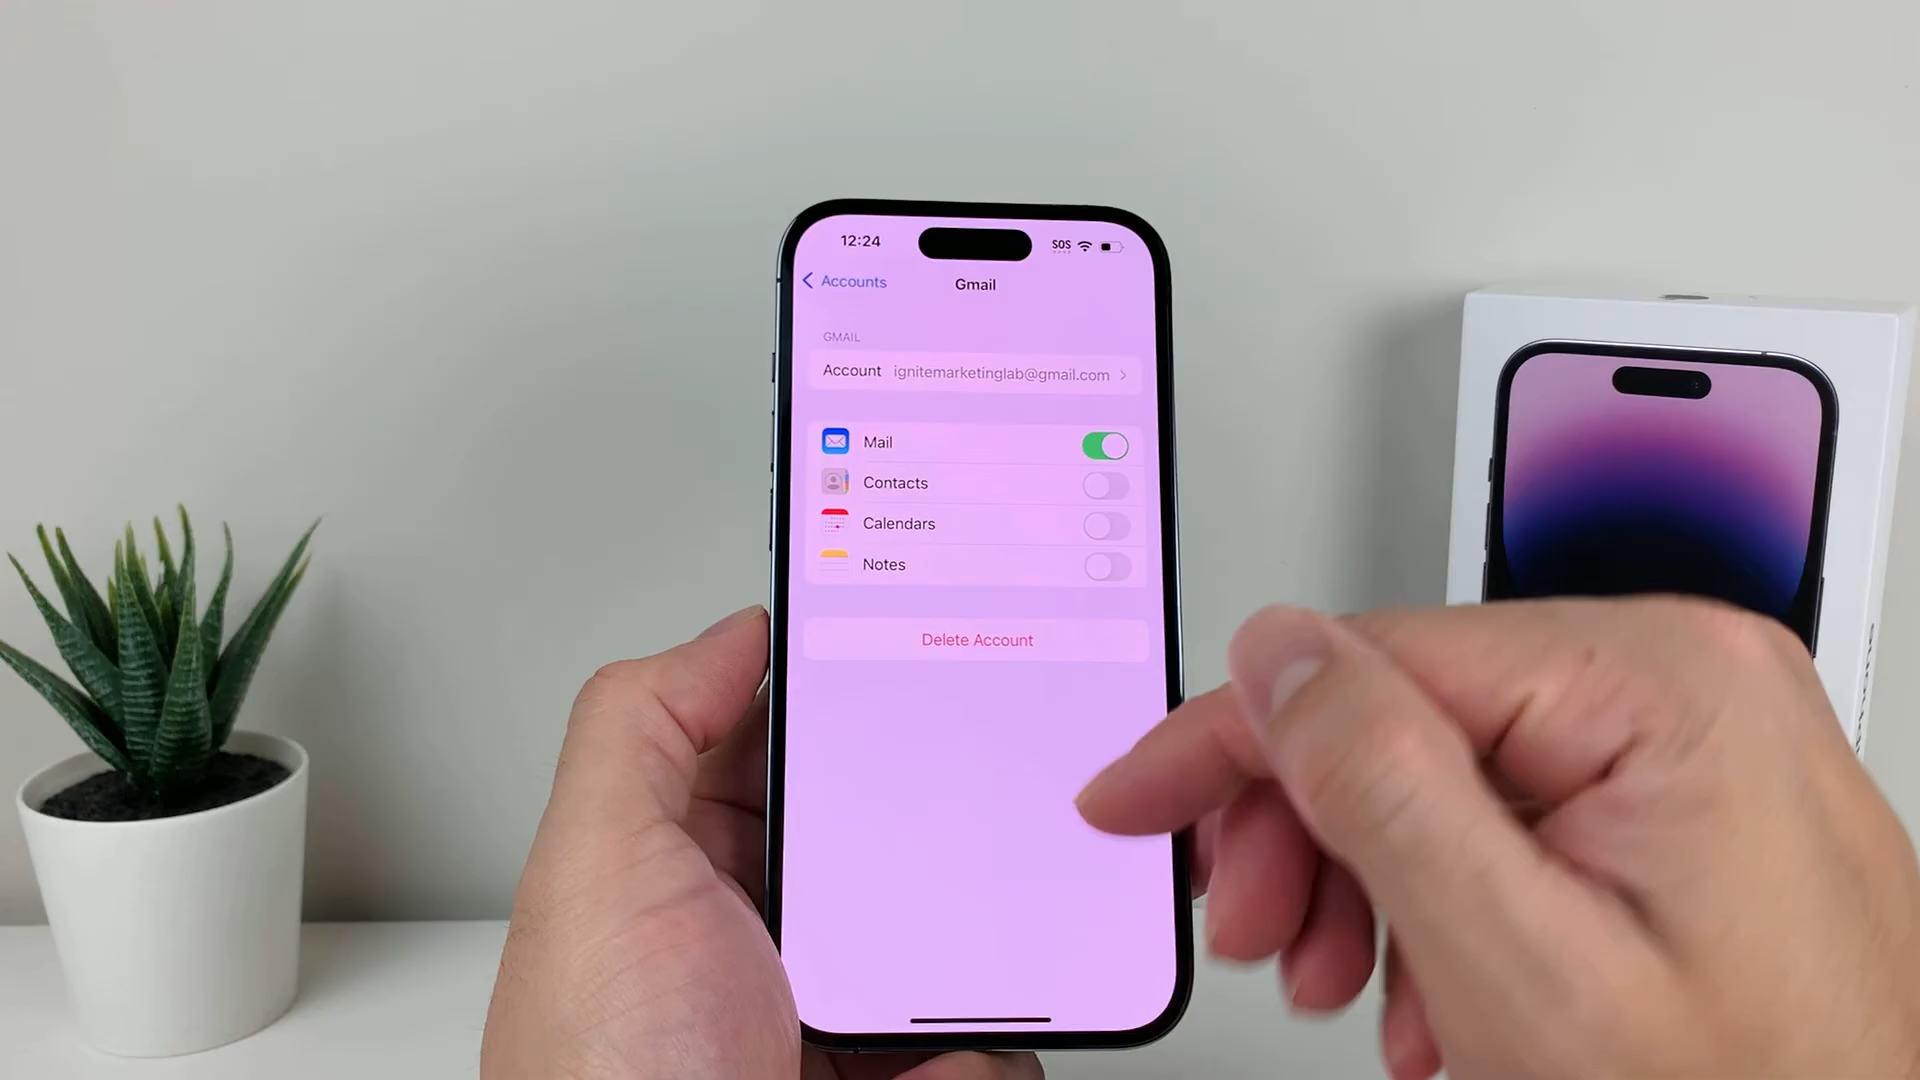 12:24
SOS
Accounts
Gmail
GMAIL
Account ignitemarketinglab@gmail.com
Mail
Contacts
Calendars
Notes
Delete Account